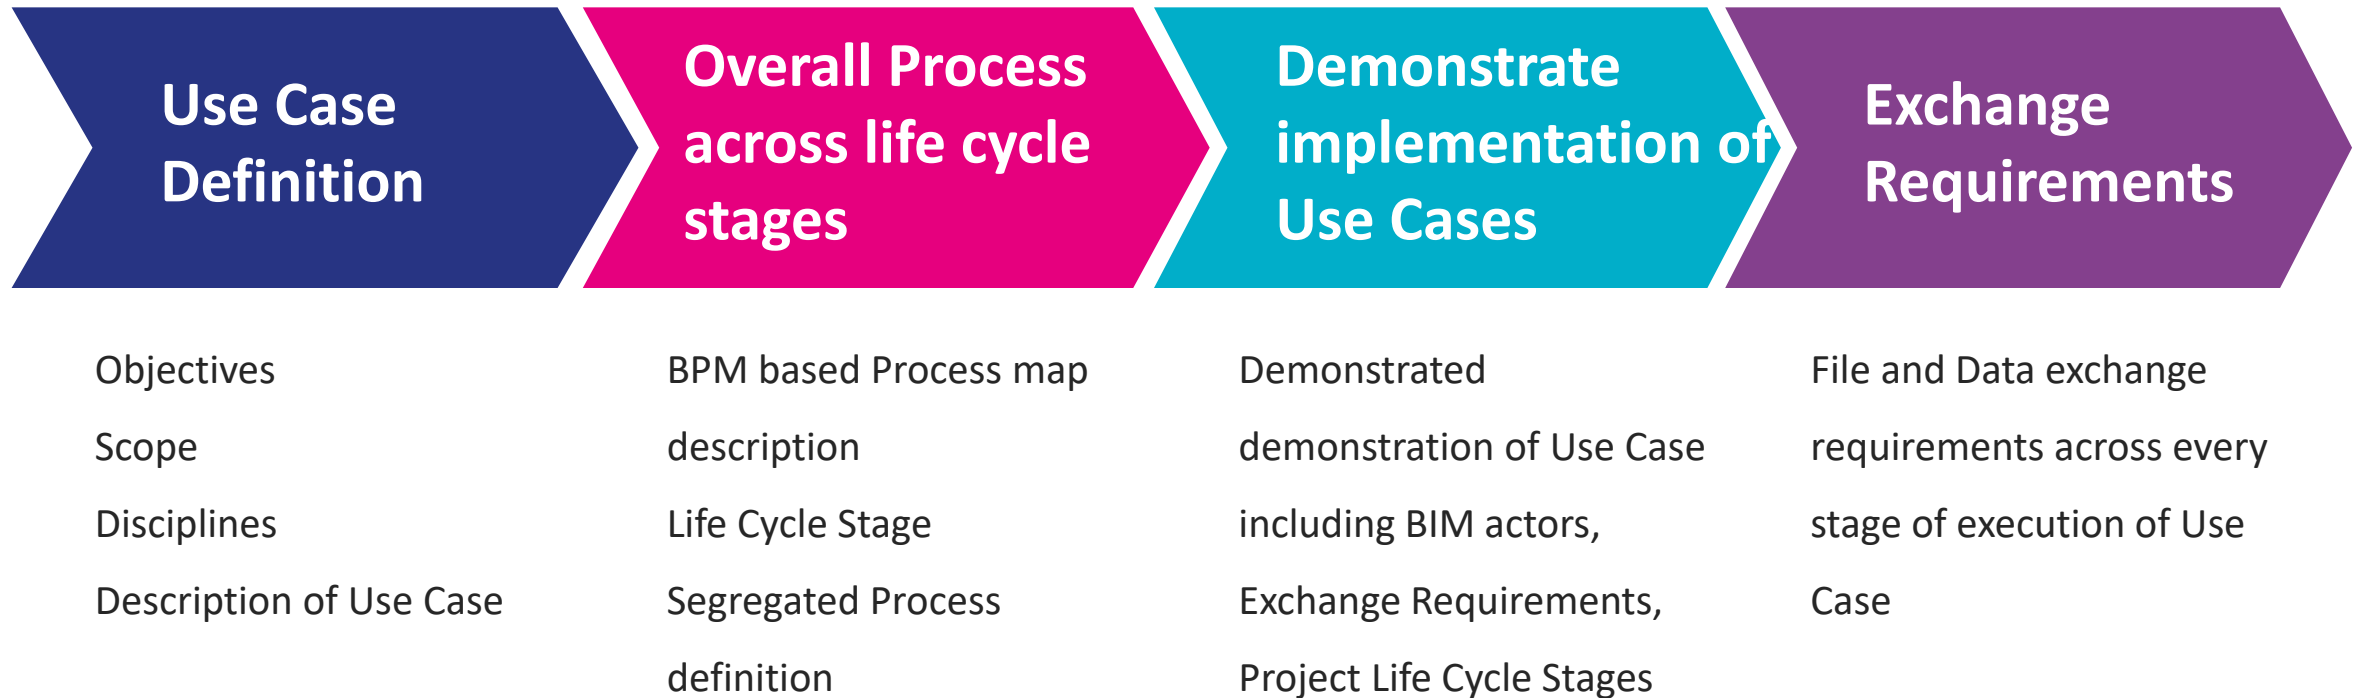 Use Case
Definition
Overall Process
across life cycle
stages
Demonstrate
implementation of
Use Cases
Exchange
Requirements
Objectives
Scope
Disciplines
Description of Use Case
BPM based Process map
description
Life Cycle Stage
Segregated Process
definition
Demonstrated
demonstration of Use Case
including BIM actors,
Exchange Requirements,
Project Life Cycle Stages
File and Data exchange
requirements across every
stage of execution of Use
Case